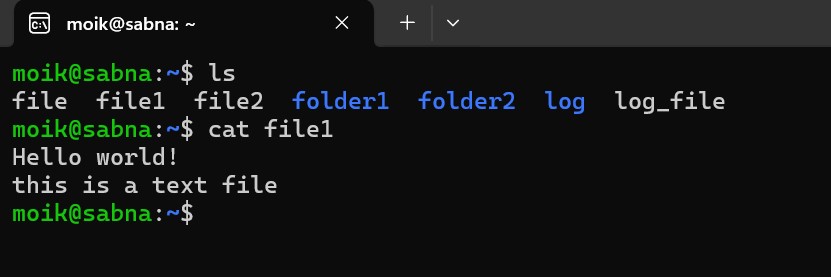 moik@sabna: ~
moik@sabna:~$ ls
file  file1  file2  folder1  folder2  log  log_file
moik@sabna:~$ cat file1
Hello world!
this is a text file
moik@sabna:~$